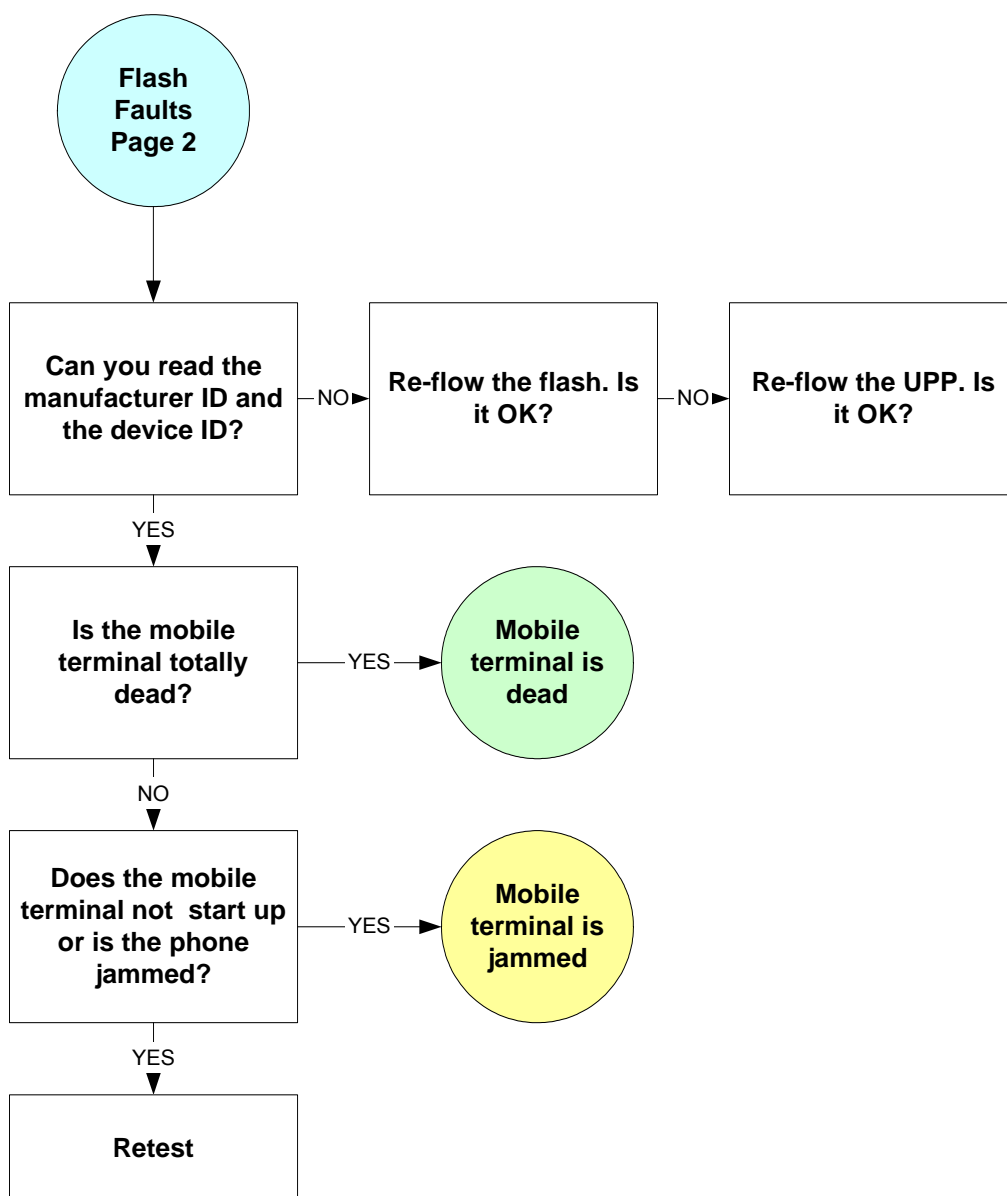 Flash
Faults
Page 2
Can you read the
manufacturer ID and
the device ID?
NO
Re-flow the flash. Is
it OK?
NO
Re-flow the UPP. Is
it OK?
YES
Is the mobile
terminal totally
dead?
YES
Mobile
terminal is
dead
NO
Does the mobile
terminal not  start up
or is the phone
jammed?
YES
Mobile
terminal is
jammed
YES
Retest